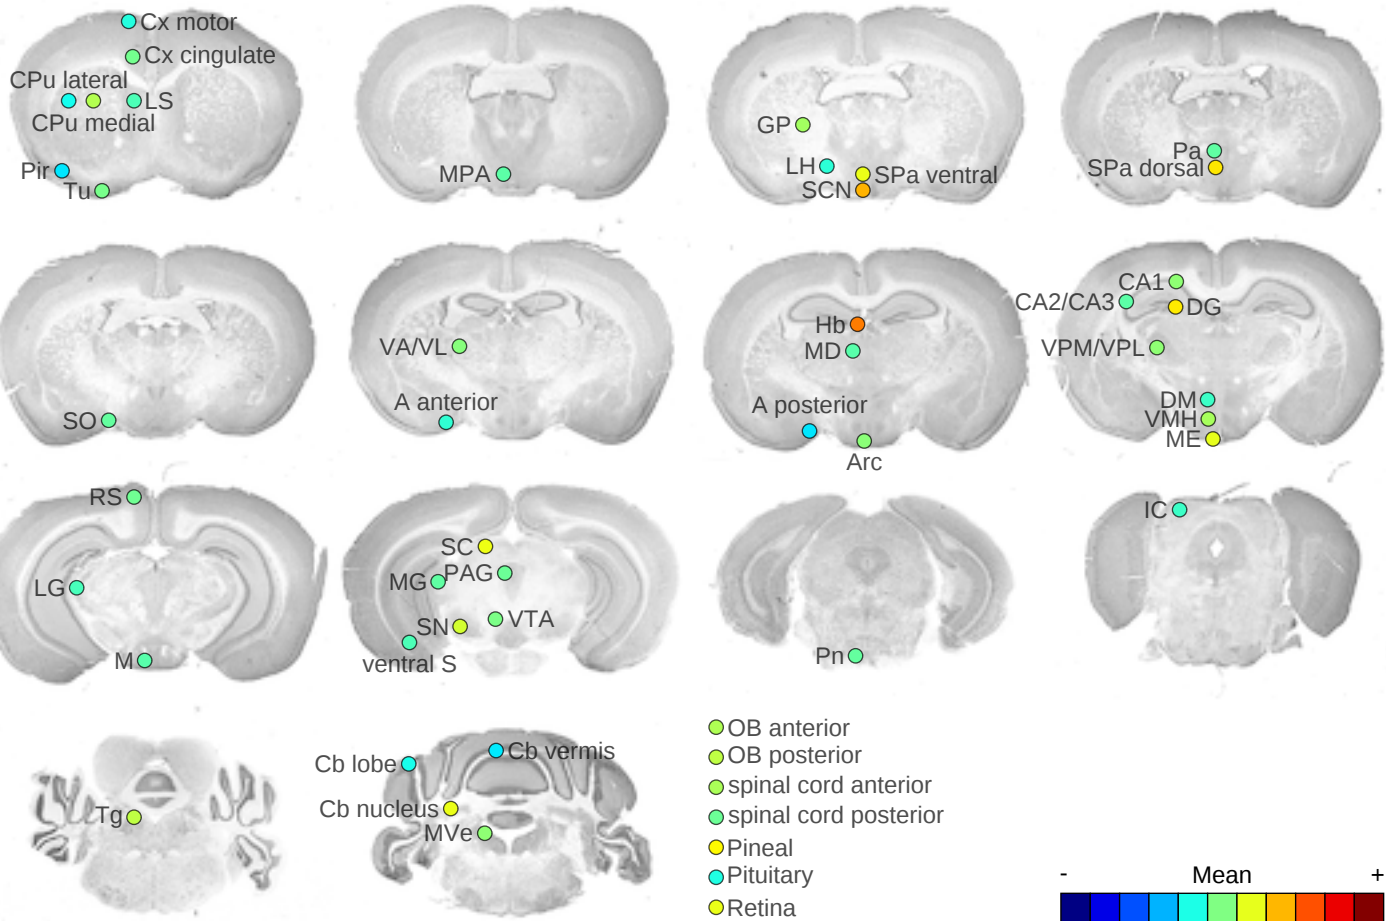 Cx motor
Cx cingulate
CPu lateral
LS
CPu medial
Pir
Tu
MPA
GP
LH
SPa ventral
SCN
Pa
SPa dorsal
SO
VA/VL
A anterior
Hb
MD
A posterior
Arc
CA1
CA2/CA3
DG
VPM/VPL
DM
VMH
ME
RS
LG
M
SC
PAG
MG
VTA
SN
ventral S
Pn
IC
Tg
Cb vermis
Cb lobe
Cb nucleus
MVe
OB anterior
OB posterior
spinal cord anterior
spinal cord posterior
Pineal
Pituitary
Retina
- Mean +